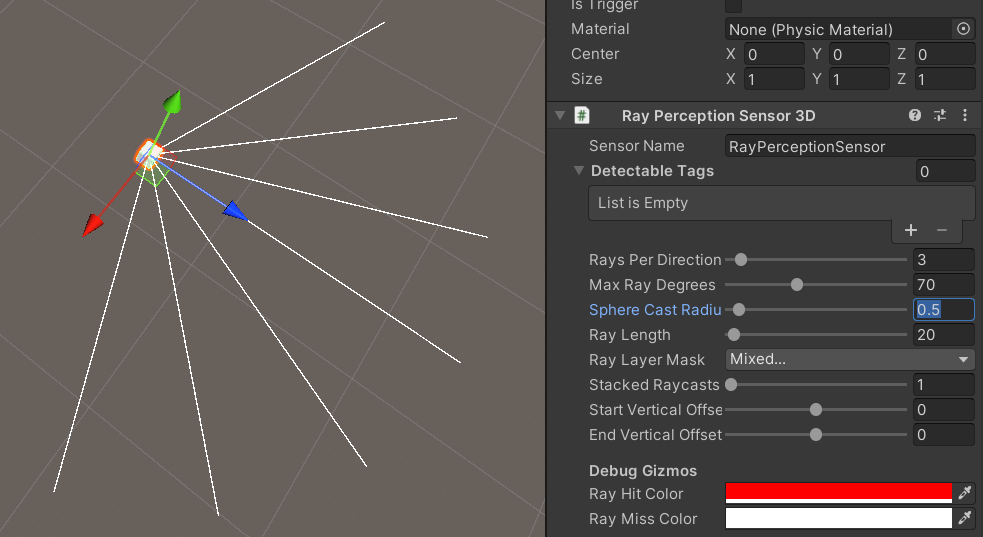 Is Trigger
Material None (Physic Material)
Center X 0 Y 0 Z 0
Size X 1 Y 1 Z 1
# Ray Perception Sensor 3D
Sensor Name RayPerceptionSensor
Detectable Tags 0
List is Empty
+ −
Rays Per Direction 3
Max Ray Degrees 70
Sphere Cast Radiu 0.5
Ray Length 20
Ray Layer Mask Mixed...
Stacked Raycasts 1
Start Vertical Offse 0
End Vertical Offset 0
Debug Gizmos
Ray Hit Color
Ray Miss Color